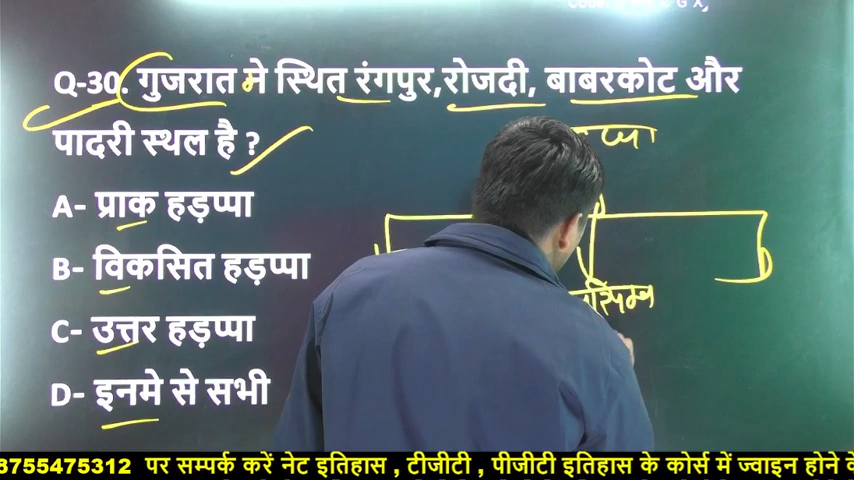 Q-30. गुजरात मे स्थित रंगपुर,रोजदी, बाबरकोट और
पादरी स्थल है ?
A- प्राक हड़प्पा
B- विकसित हड़प्पा
C- उत्तर हड़प्पा
D- इनमे से सभी
8755475312 पर सम्पर्क करें नेट इतिहास , टीजीटी , पीजीटी इतिहास के कोर्स में ज्वाइन होने के